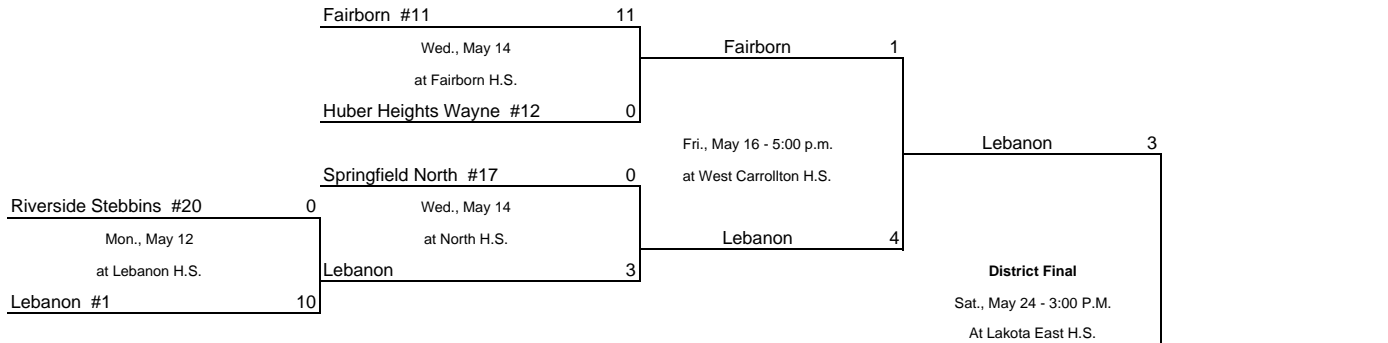 Fairborn #11 11
Wed., May 14
Fairborn 1
at Fairborn H.S.
Huber Heights Wayne #12 0
Fri., May 16 - 5:00 p.m.
Lebanon 3
Springfield North #17 0
at West Carrollton H.S.
Riverside Stebbins #20 0
Wed., May 14
Mon., May 12
at North H.S.
Lebanon 4
at Lebanon H.S.
Lebanon 3
District Final
Lebanon #1 10
Sat., May 24 - 3:00 P.M.
At Lakota East H.S.